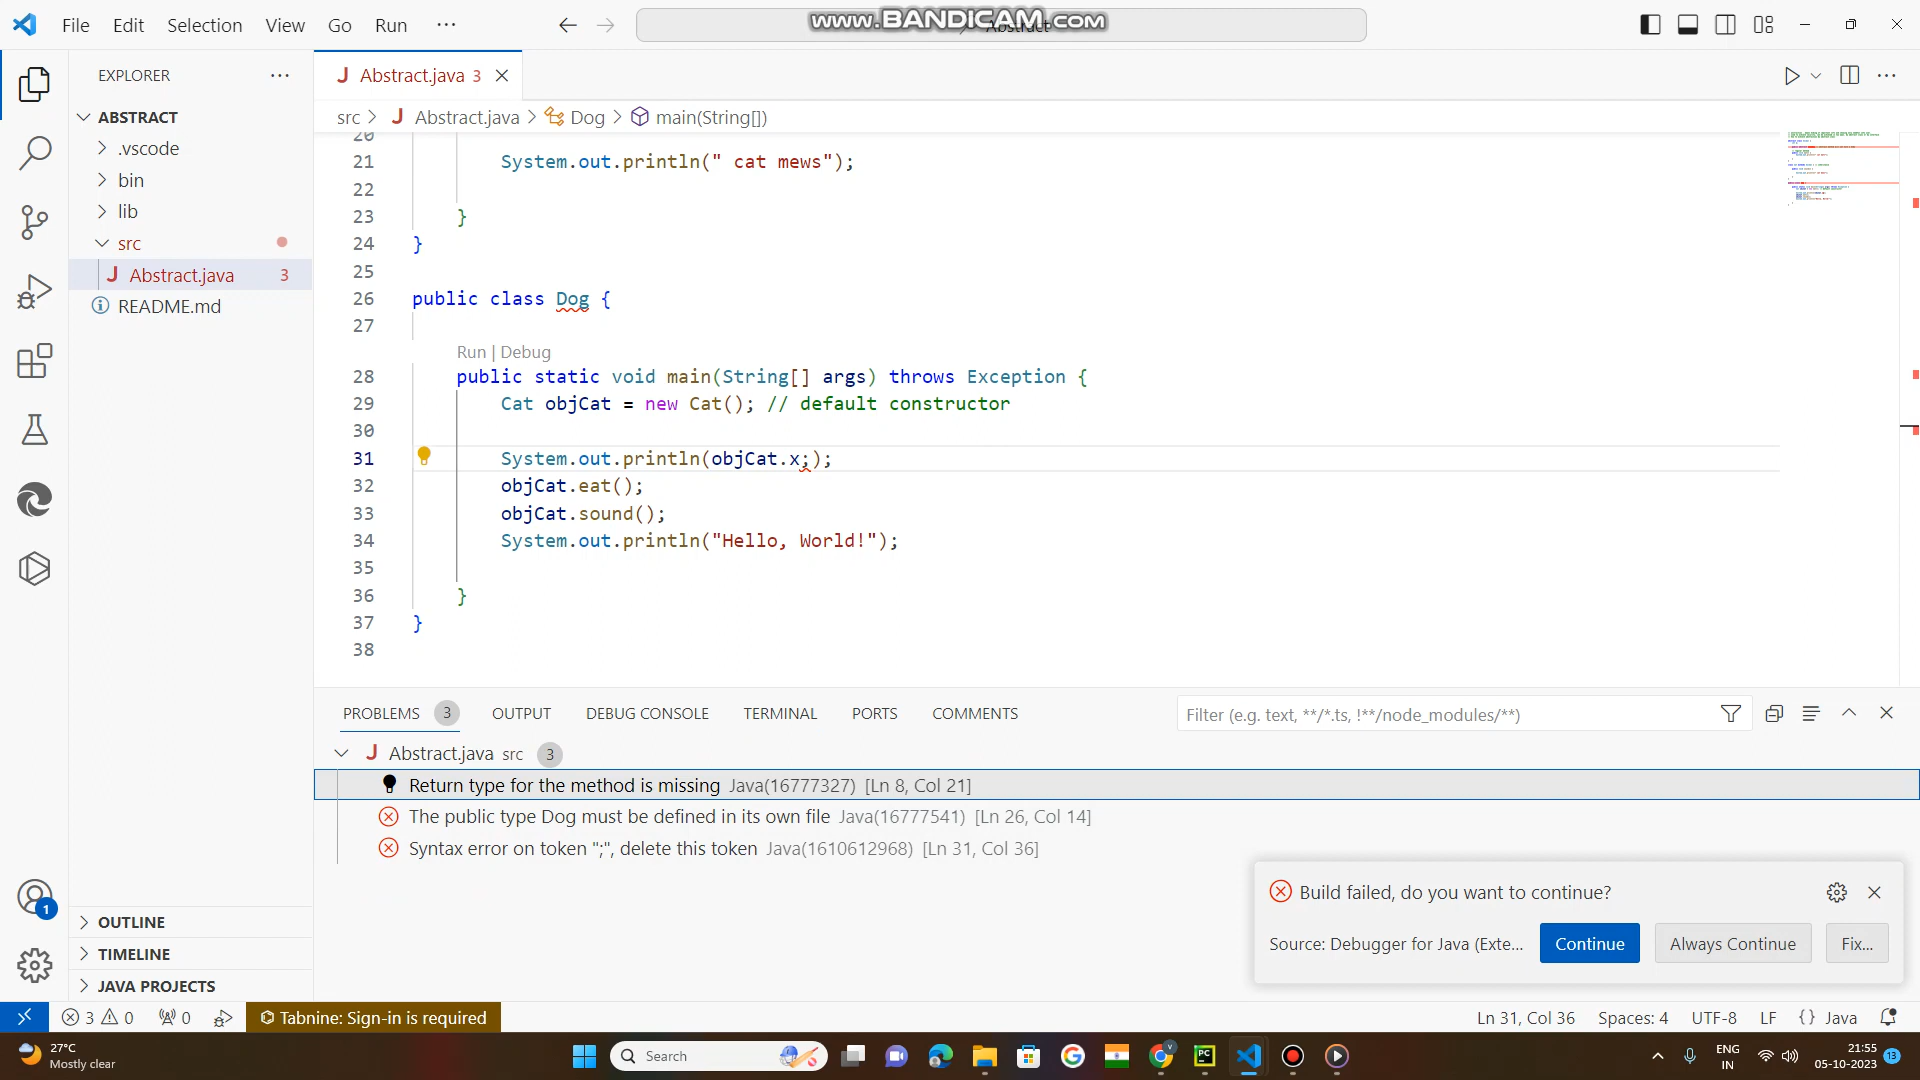 File Edit Selection View Go Run ···
www.BANDICAM.com
Abstract
EXPLORER
Abstract.java 3
ABSTRACT
.vscode
bin
lib
src
Abstract.java 3
README.md
src > Abstract.java > Dog > main(String[])
20
21 System.out.println(" cat mews");
22
23 }
24 }
25
26 public class Dog {
27
Run | Debug
28 public static void main(String[] args) throws Exception {
29 Cat objCat = new Cat(); // default constructor
30
31 System.out.println(objCat.x;);
32 objCat.eat();
33 objCat.sound();
34 System.out.println("Hello, World!");
35
36 }
37 }
38
PROBLEMS 3 OUTPUT DEBUG CONSOLE TERMINAL PORTS COMMENTS
Filter (e.g. text, **/*.ts, !**/node_modules/**)
Abstract.java src 3
Return type for the method is missing Java(16777327) [Ln 8, Col 21]
The public type Dog must be defined in its own file Java(16777541) [Ln 26, Col 14]
Syntax error on token ";", delete this token Java(1610612968) [Ln 31, Col 36]
Build failed, do you want to continue?
Source: Debugger for Java (Exte... Continue Always Continue Fix...
1
OUTLINE
TIMELINE
JAVA PROJECTS
3 0 0 Tabnine: Sign-in is required
Ln 31, Col 36 Spaces: 4 UTF-8 LF {} Java
27°C
Mostly clear
Search
PC
ENG
IN
21:55
05-10-2023
13